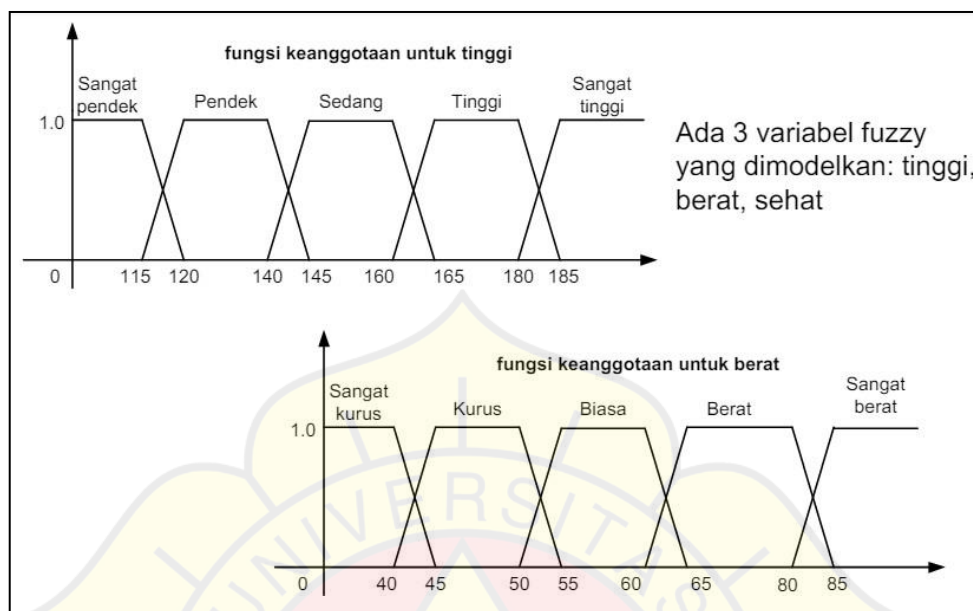 fungsi keanggotaan untuk tinggi
Sangat
pendek
Pendek
Sedang
Tinggi
Sangat
tinggi
1.0
0 115 120 140 145 160 165 180 185
Ada 3 variabel fuzzy
yang dimodelkan: tinggi,
berat, sehat
fungsi keanggotaan untuk berat
Sangat
kurus
Kurus
Biasa
Berat
Sangat
berat
1.0
0 40 45 50 55 60 65 80 85
UNIVERSITAS